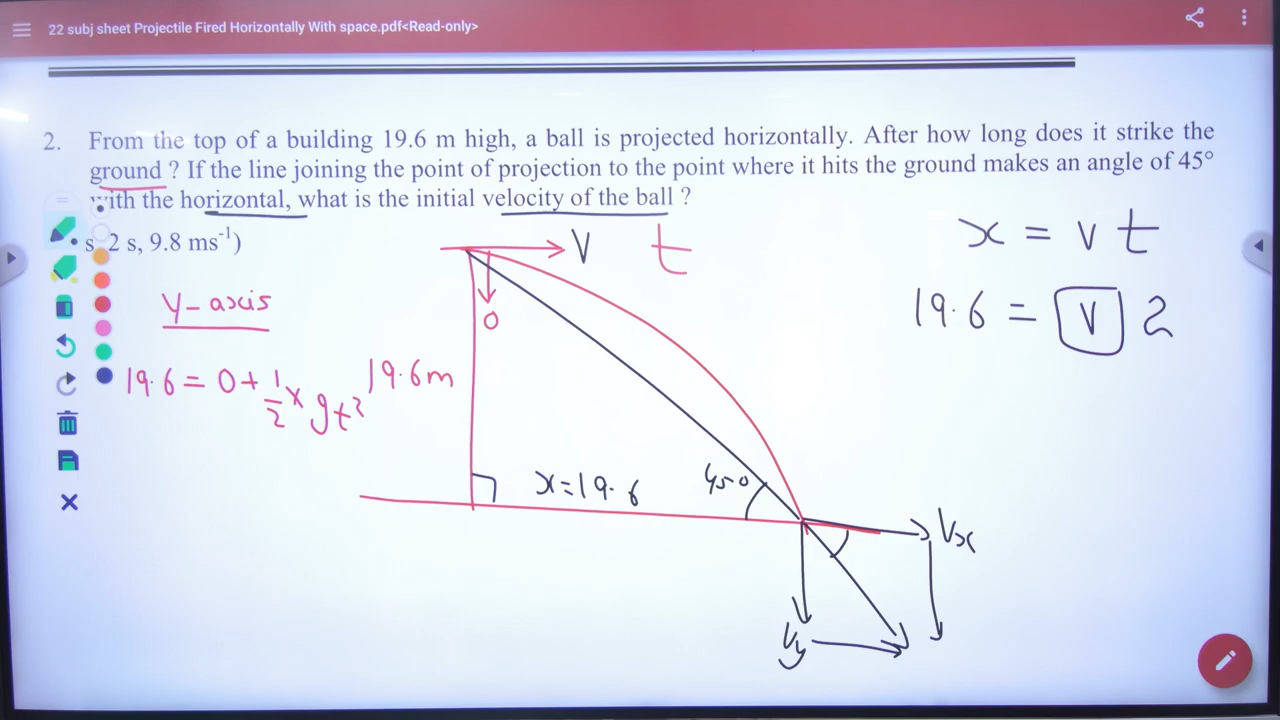 22 subj sheet Projectile Fired Horizontally With space.pdf<Read-only>
2. From the top of a building 19.6 m high, a ball is projected horizontally. After how long does it strike the
ground ? If the line joining the point of projection to the point where it hits the ground makes an angle of 45°
with the horizontal, what is the initial velocity of the ball ?
s 2 s, 9.8 ms⁻¹)
V t
x = v t
0
Y-axis
19.6 = V 2
19.6 = 0 + 1/2 x gt²
19.6m
x=19.6
45°
Vx
Vy